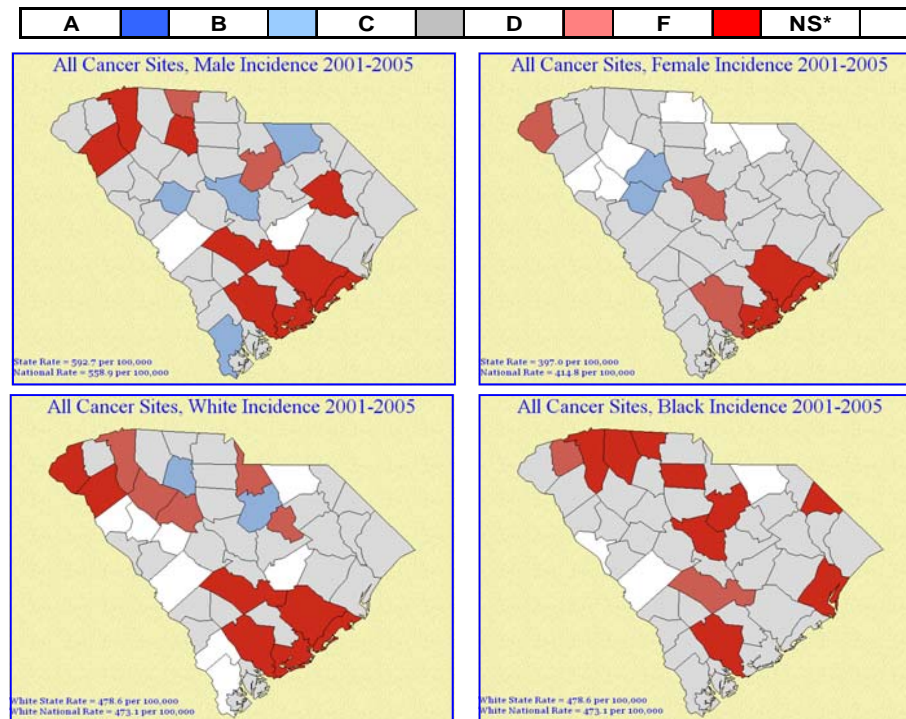 A B C D F NS*
All Cancer Sites, Male Incidence 2001-2005
State Rate = 592.7 per 100,000
National Rate = 558.9 per 100,000
All Cancer Sites, Female Incidence 2001-2005
State Rate = 397.0 per 100,000
National Rate = 414.8 per 100,000
All Cancer Sites, White Incidence 2001-2005
White State Rate = 478.6 per 100,000
White National Rate = 473.1 per 100,000
All Cancer Sites, Black Incidence 2001-2005
White State Rate = 478.6 per 100,000
White National Rate = 473.1 per 100,000